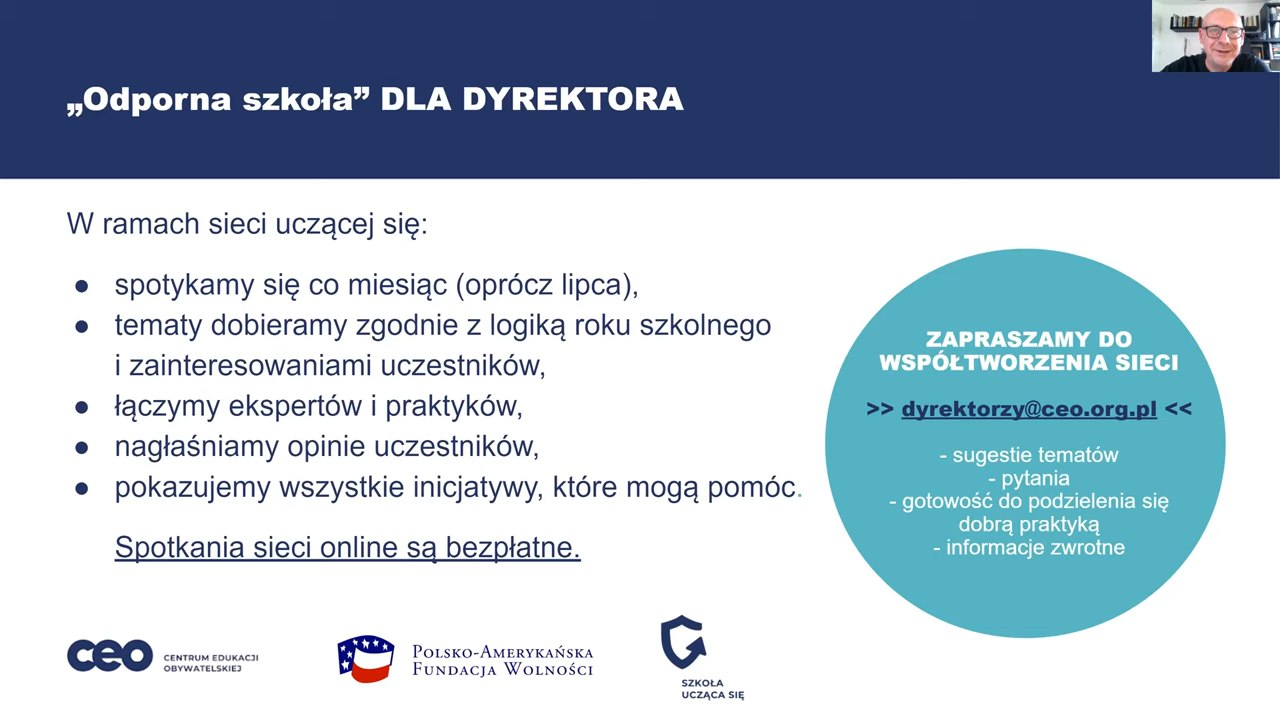 „Odporna szkoła” DLA DYREKTORA
W ramach sieci uczącej się:
● spotykamy się co miesiąc (oprócz lipca),
● tematy dobieramy zgodnie z logiką roku szkolnego
i zainteresowaniami uczestników,
● łączymy ekspertów i praktyków,
● nagłaśniamy opinie uczestników,
● pokazujemy wszystkie inicjatywy, które mogą pomóc.
Spotkania sieci online są bezpłatne.
ZAPRASZAMY DO
WSPÓŁTWORZENIA SIECI
>> dyrektorzy@ceo.org.pl <<
- sugestie tematów
- pytania
- gotowość do podzielenia się
dobrą praktyką
- informacje zwrotne
ceo
CENTRUM EDUKACJI
OBYWATELSKIEJ
POLSKO-AMERYKAŃSKA
FUNDACJA WOLNOŚCI
SZKOŁA
UCZĄCA SIĘ